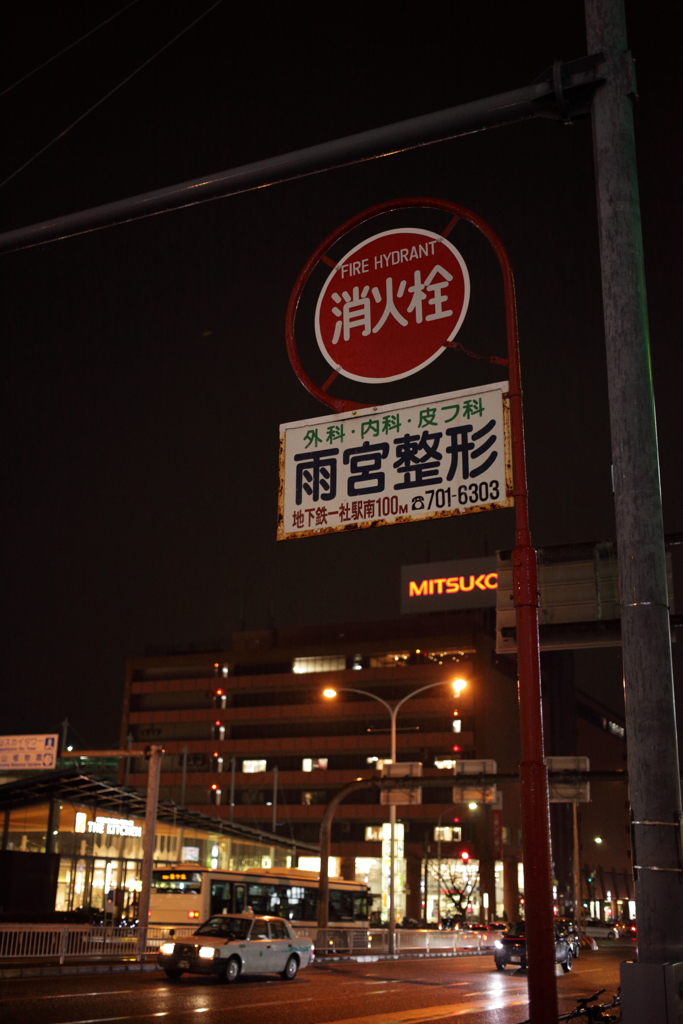 FIRE HYDRANT
消火栓
外科・内科・皮フ科
雨宮整形
地下鉄一社駅南100M ☎701-6303
MITSUKO
THE KITCHEN